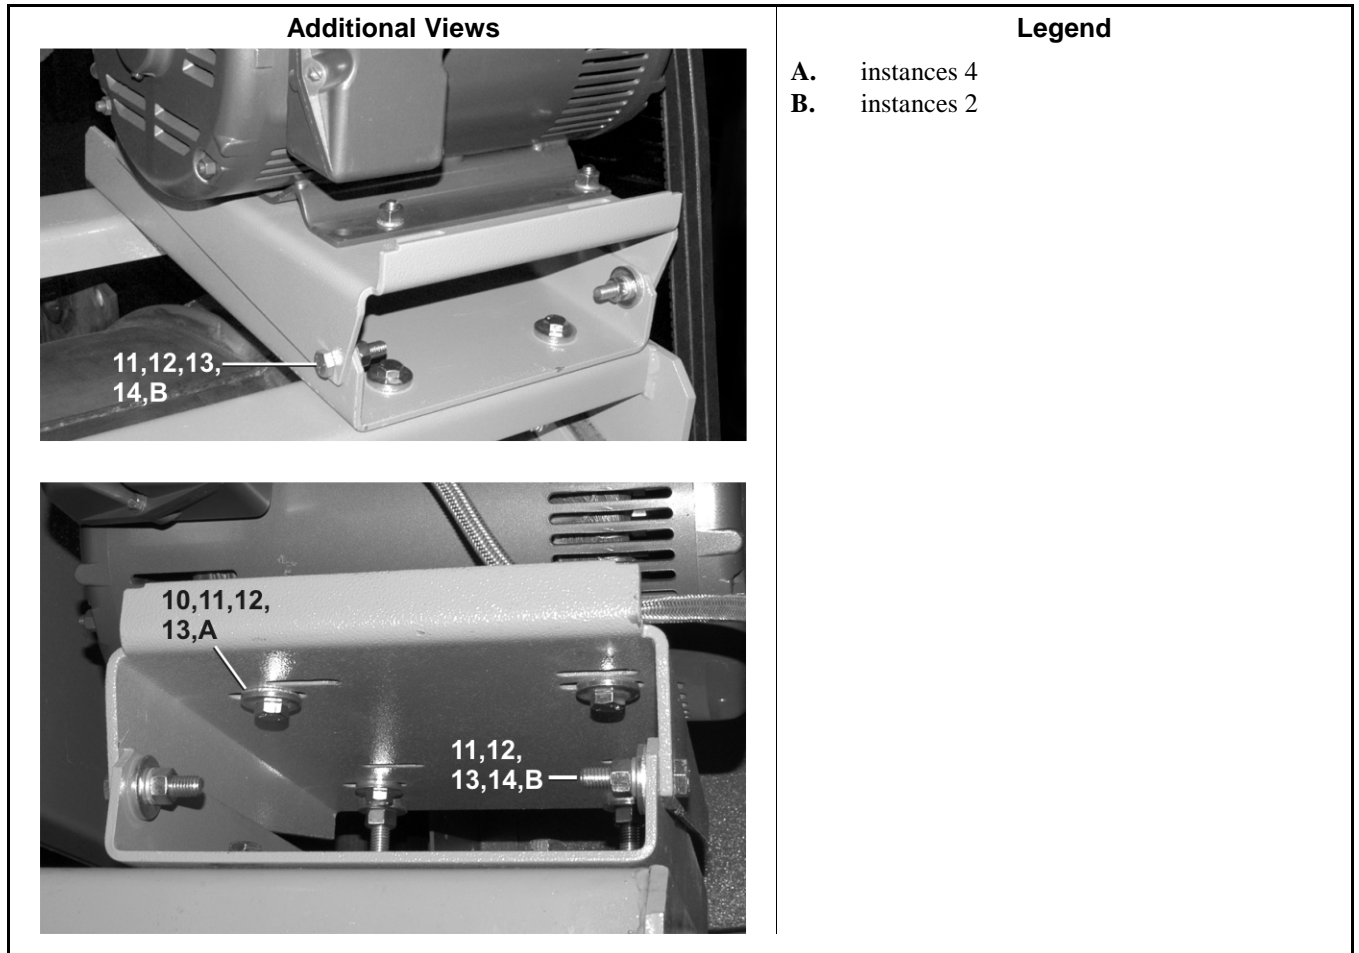 Additional Views
Legend
A. instances 4
B. instances 2
11,12,13,
14,B
10,11,12,
13,A
11,12,
13,14,B